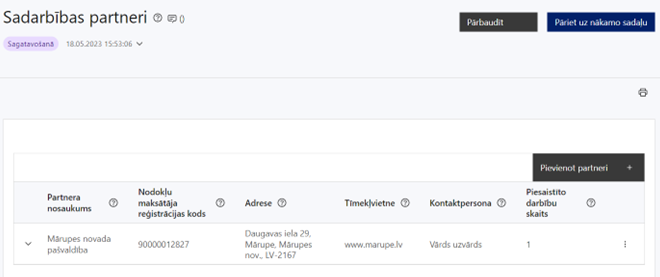 Sadarbības partneri ()
Pārbaudīt
Pāriet uz nākamo sadaļu
Sagatavošanā 18.05.2023 15:53:06
Pievienot partneri +
Partnera nosaukums
Nodokļu maksātāja reģistrācijas kods
Adrese
Tīmekļvietne
Kontaktpersona
Piesaistīto darbību skaits
Mārupes novada pašvaldība
90000012827
Daugavas iela 29, Mārupe, Mārupes nov., LV-2167
www.marupe.lv
Vārds uzvārds
1